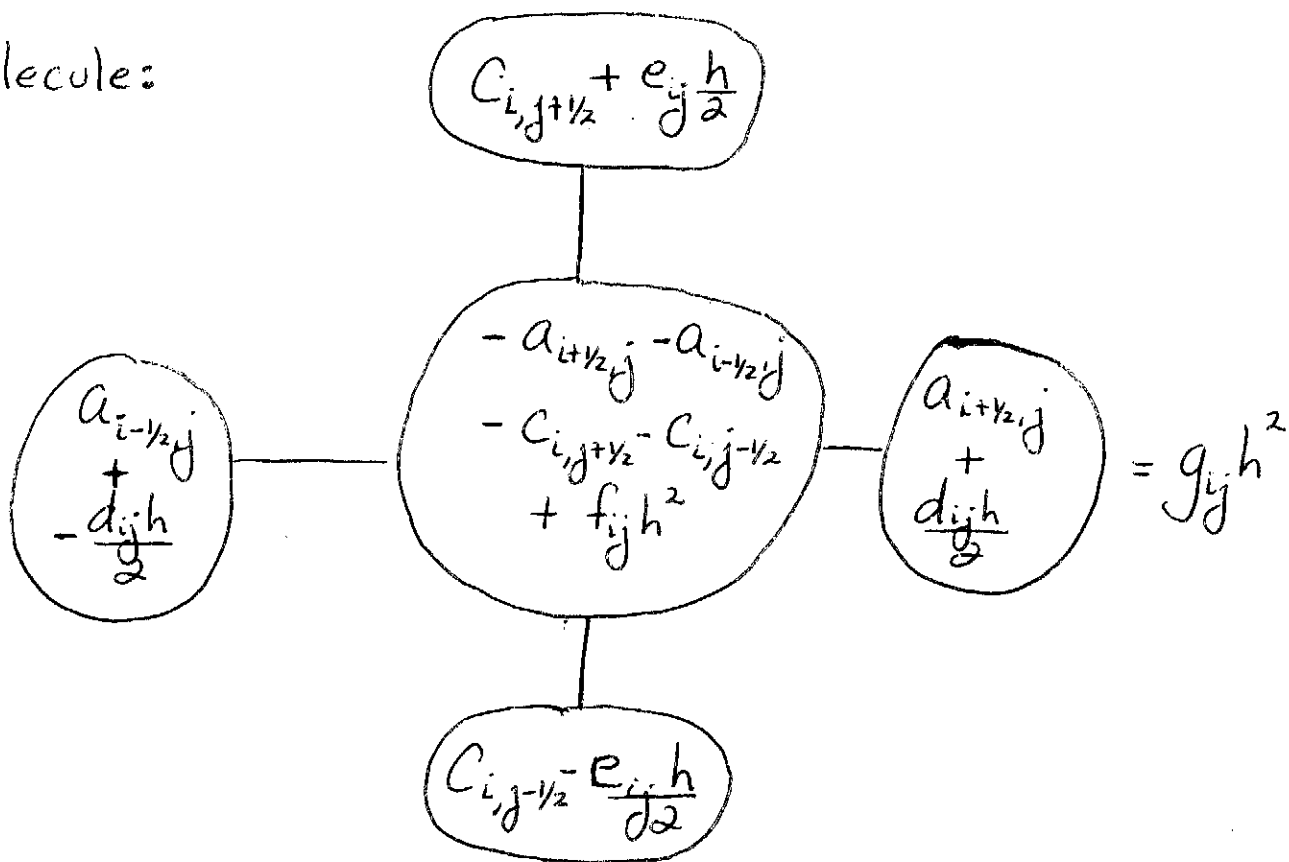 lecule:
C_{i,j+1/2} + e_{ij} h/2
- a_{i+1/2,j} - a_{i-1/2,j}
- C_{i,j+1/2} - C_{i,j-1/2}
+ f_{ij} h^2
a_{i-1/2,j}
+
- d_{ij} h/2
a_{i+1/2,j}
+
d_{ij} h/2
= g_{ij} h^2
C_{i,j-1/2} - e_{ij} h/2